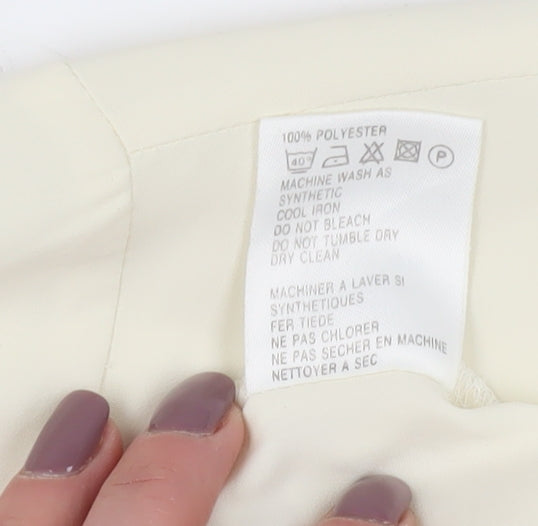 100% POLYESTER
40° P
MACHINE WASH AS
SYNTHETIC
COOL IRON
DO NOT BLEACH
DO NOT TUMBLE DRY
DRY CLEAN
MACHINER A LAVER SI
SYNTHETIQUES
FER TIEDE
NE PAS CHLORER
NE PAS SECHER EN MACHINE
NETTOYER A SEC